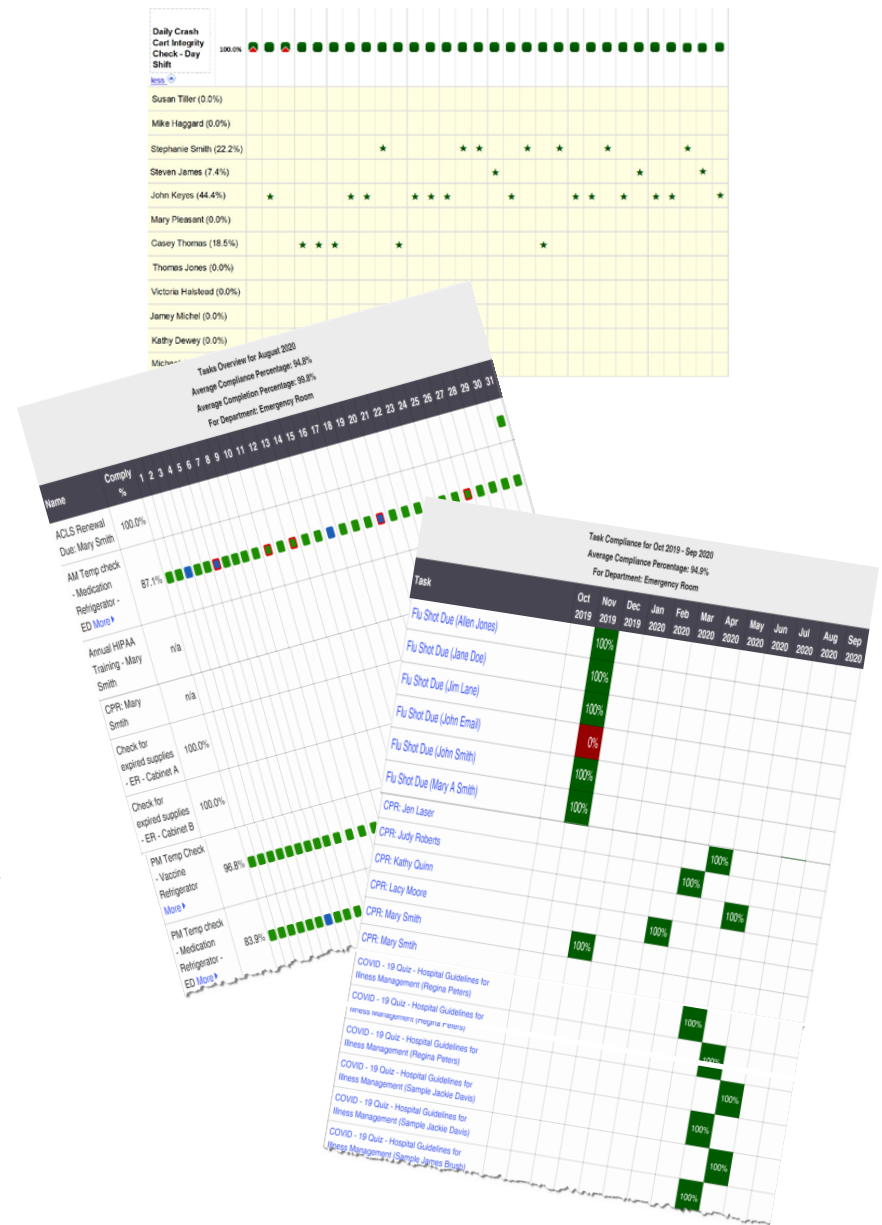 Daily Crash
Cart Integrity
Check - Day
Shift
100.0%
less
Susan Tiller (0.0%)
Mike Haggard (0.0%)
Stephanie Smith (22.2%)
Steven James (7.4%)
John Keyes (44.4%)
Mary Pleasant (0.0%)
Casey Thomas (18.5%)
Thomas Jones (0.0%)
Victoria Halstead (0.0%)
Jamey Michel (0.0%)
Kathy Dewey (0.0%)
Tasks Overview for August 2020
Average Compliance Percentage: 94.8%
Average Completion Percentage: 99.8%
For Department: Emergency Room
Name Comply % 1 2 3 4 5 6 7 8 9 10 11 12 13 14 15 16 17 18 19 20 21 22 23 24 25 26 27 28 29 30 31
ACLS Renewal
Due: Mary Smith
100.0%
AM Temp check
- Medication
Refrigerator -
ED More
87.1%
Annual HIPAA
Training - Mary
Smith
n/a
CPR: Mary
Smtih
n/a
Check for
expired supplies
- ER - Cabinet A
100.0%
Check for
expired supplies
- ER - Cabinet B
100.0%
PM Temp Check
- Vaccine
Refrigerator
More
96.8%
PM Temp check
- Medication
Refrigerator -
ED More
83.9%
Task Compliance for Oct 2019 - Sep 2020
Average Compliance Percentage: 94.9%
For Department: Emergency Room
Task
Oct Nov Dec Jan Feb Mar Apr May Jun Jul Aug Sep
2019 2019 2019 2020 2020 2020 2020 2020 2020 2020 2020 2020
Flu Shot Due (Allen Jones) 100%
Flu Shot Due (Jane Doe) 100%
Flu Shot Due (Jim Lane) 100%
Flu Shot Due (John Email) 0%
Flu Shot Due (John Smith) 100%
Flu Shot Due (Mary A Smith) 100%
CPR: Jen Laser 100%
CPR: Judy Roberts 100%
CPR: Kathy Quinn 100%
CPR: Lacy Moore 100%
CPR: Mary Smith 100%
CPR: Mary Smtih
COVID - 19 Quiz - Hospital Guidelines for
Illness Management (Regina Peters) 100%
COVID - 19 Quiz - Hospital Guidelines for
Illness Management (Regina Peters) 100%
COVID - 19 Quiz - Hospital Guidelines for
Illness Management (Regina Peters) 100%
COVID - 19 Quiz - Hospital Guidelines for
Illness Management (Sample Jackie Davis) 100%
COVID - 19 Quiz - Hospital Guidelines for
Illness Management (Sample Jackie Davis) 100%
COVID - 19 Quiz - Hospital Guidelines for
Illness Management (Sample James Brush) 100%